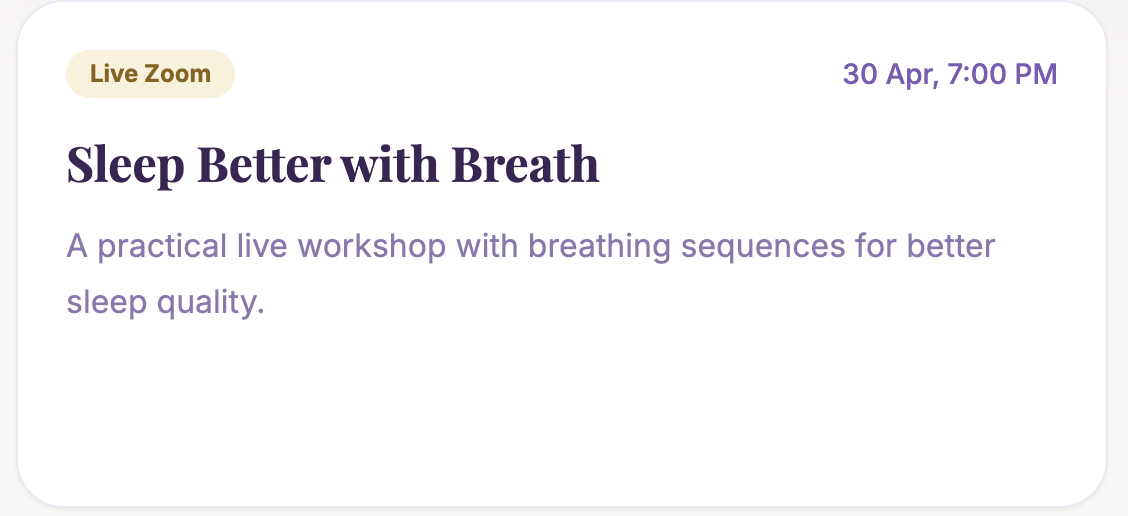 Live Zoom
30 Apr, 7:00 PM
Sleep Better with Breath
A practical live workshop with breathing sequences for better
sleep quality.